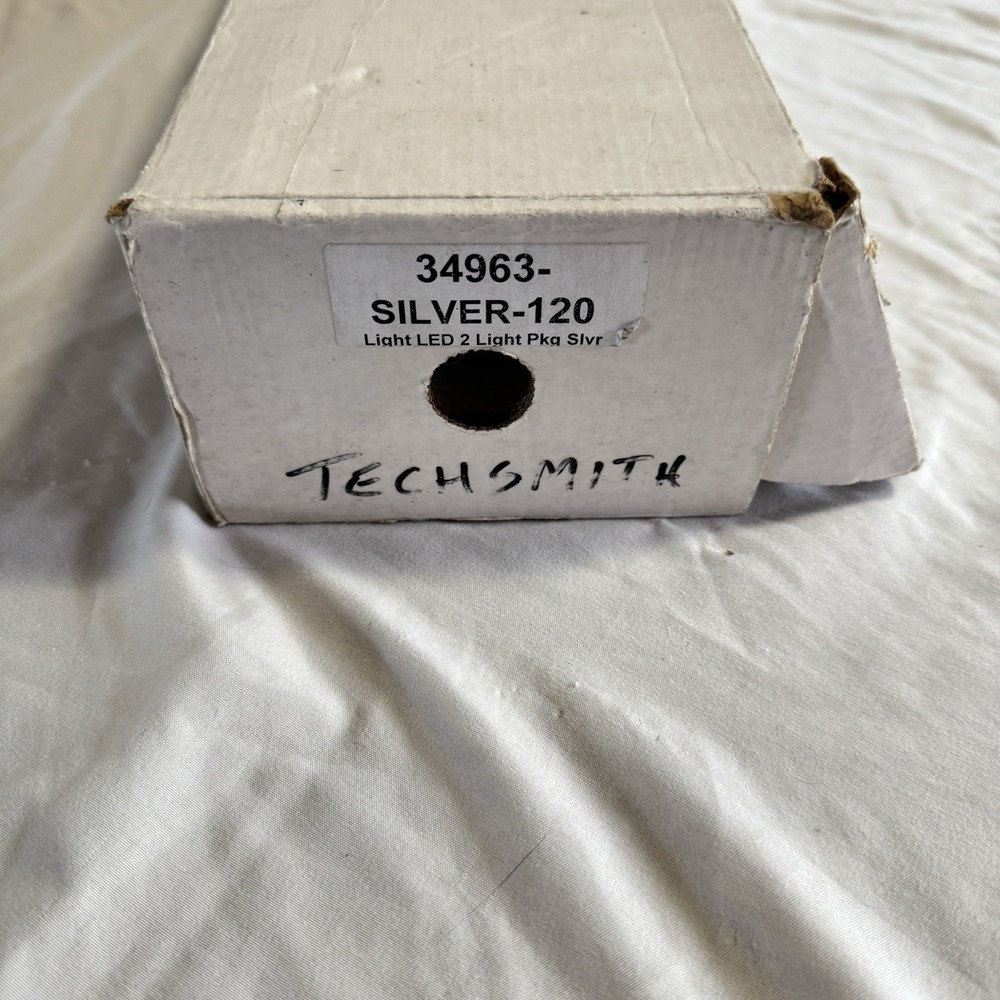 34963-
SILVER-120
Light LED 2 Light Pkg Slvr
TECHSMITH